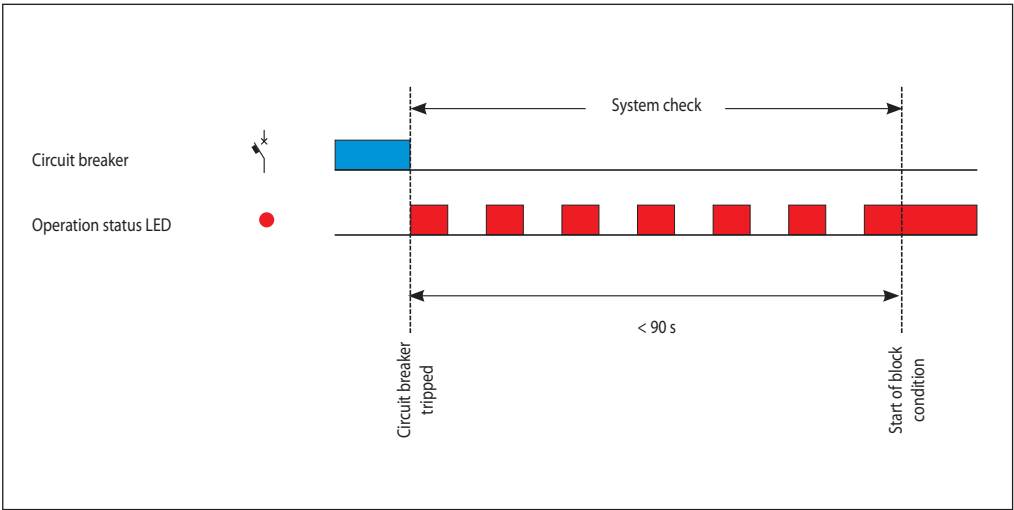 System check
Circuit breaker
Operation status LED
< 90 s
Circuit breaker
tripped
Start of block
condition